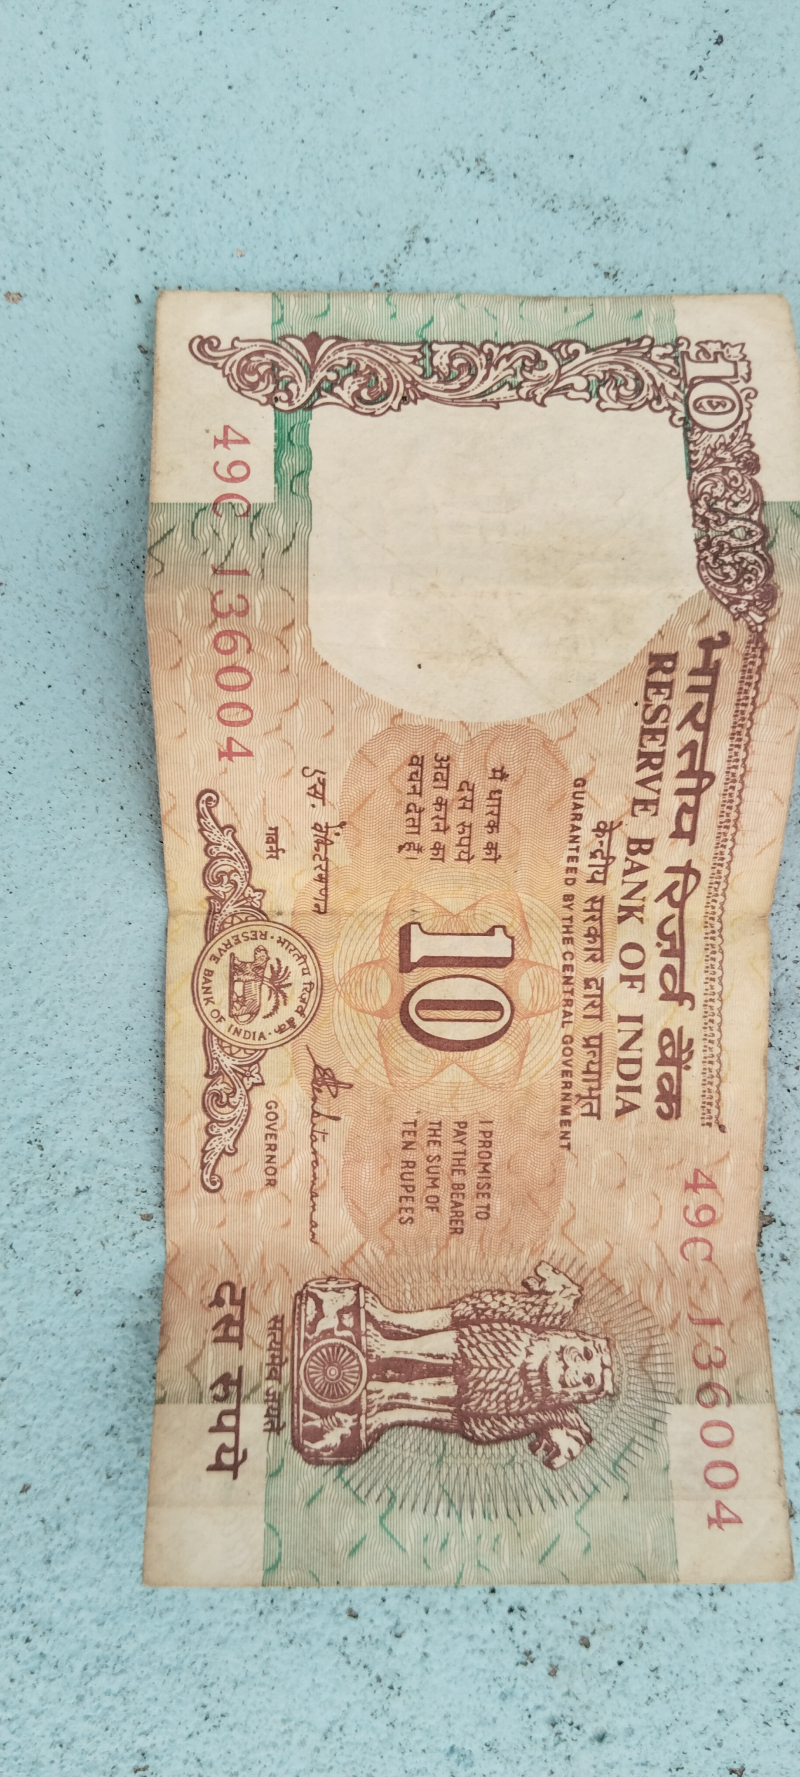 10
भारतीय रिज़र्व बैंक
RESERVE BANK OF INDIA
केन्द्रीय सरकार द्वारा प्रत्याभूत
GUARANTEED BY THE CENTRAL GOVERNMENT
49C 136004
मैं धारक को
दस रुपये
अदा करने का
वचन देता हूँ।
10
I PROMISE TO
PAY THE BEARER
THE SUM OF
TEN RUPEES
एस. वेंकटरमणन
गवर्नर
S Venkitaramanan
GOVERNOR
भारतीय रिज़र्व बैंक
RESERVE BANK OF INDIA
49C 136004
सत्यमेव जयते
दस रुपये